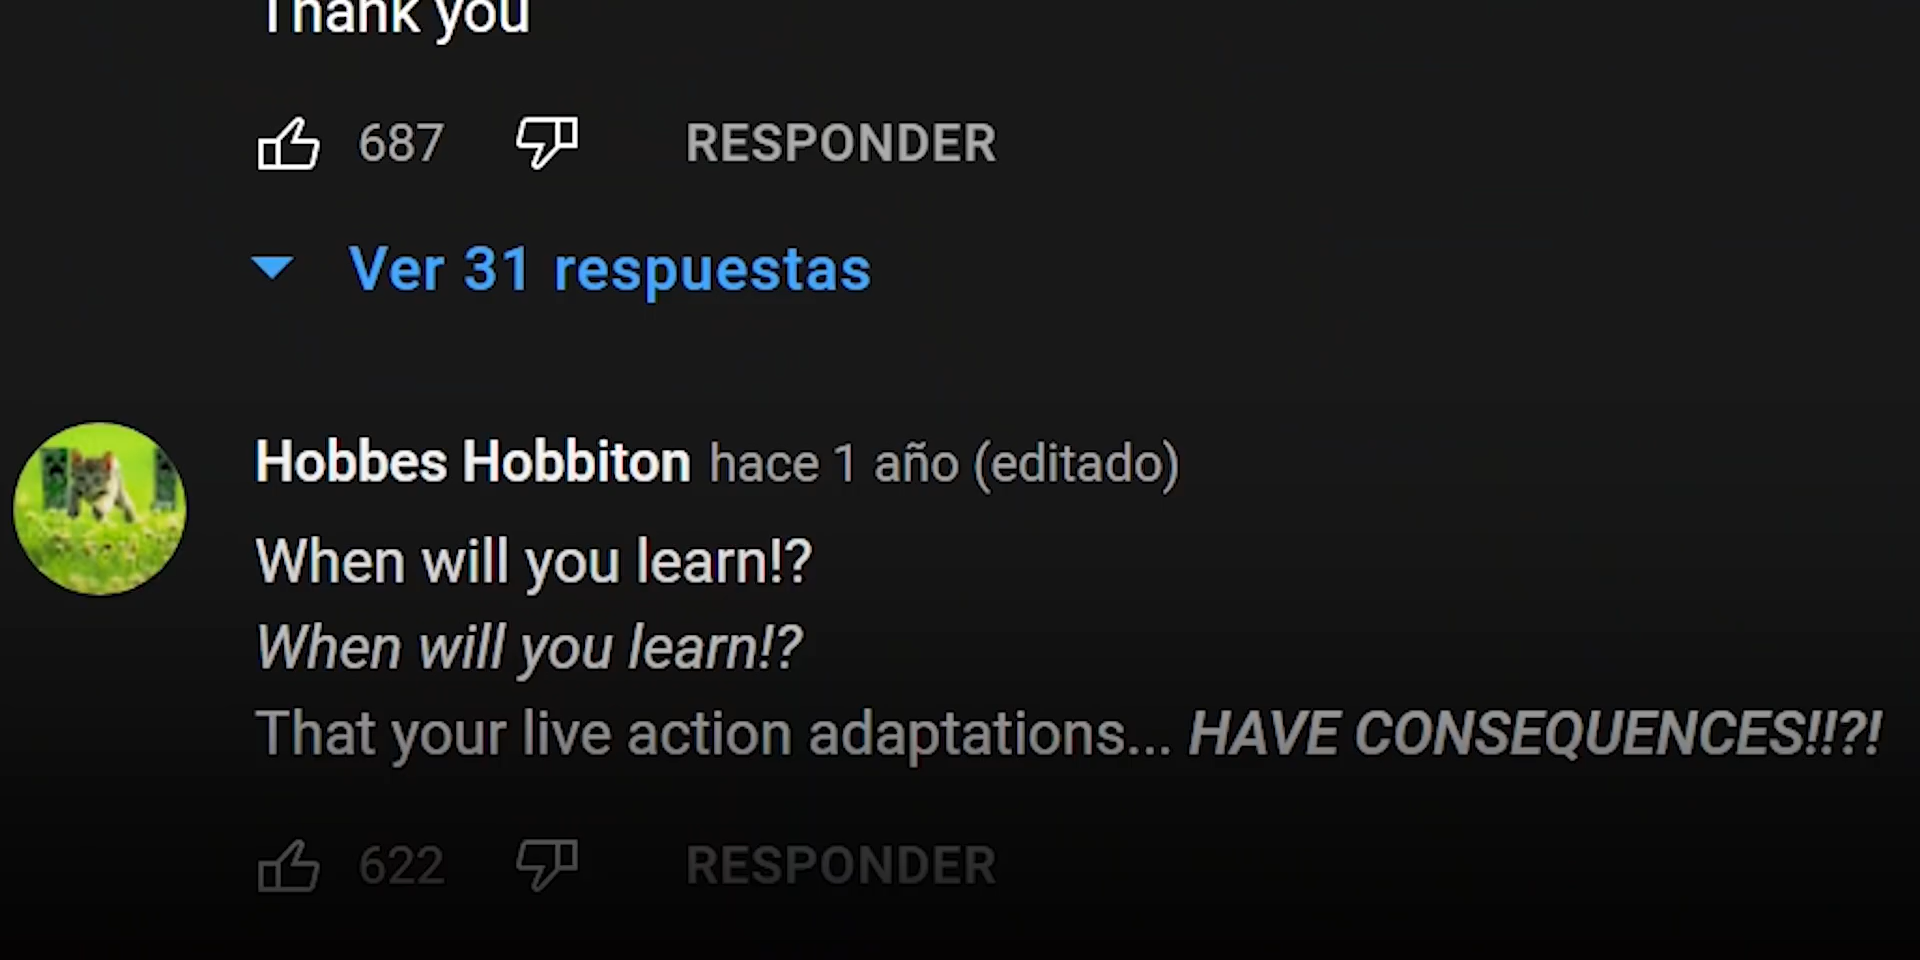 Thank you
687 RESPONDER
Ver 31 respuestas
Hobbes Hobbiton hace 1 año (editado)
When will you learn!?
When will you learn!?
That your live action adaptations... HAVE CONSEQUENCES!!?!
622 RESPONDER